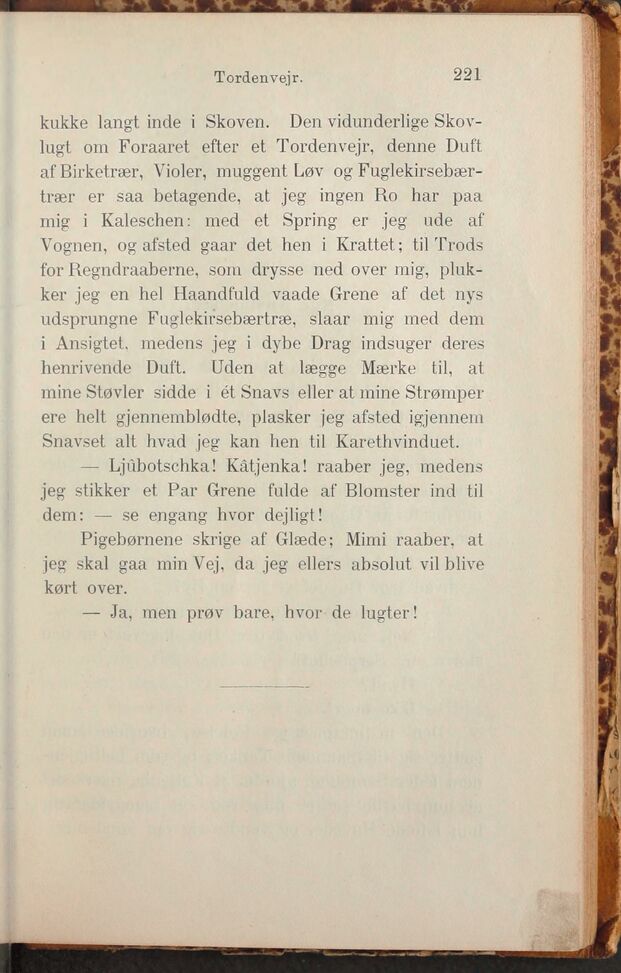 Tordenvejr. 221
kukke langt inde i Skoven. Den vidunderlige Skov-
lugt om Foraaret efter et Tordenvejr, denne Duft
af Birketrær, Violer, muggent Løv og Fuglekirsebær-
trær er saa betagende, at jeg ingen Ro har paa
mig i Kaleschen: med et Spring er jeg ude af
Vognen, og afsted gaar det hen i Krattet; til Trods
for Regndraaberne, som drysse ned over mig, pluk-
ker jeg en hel Haandfuld vaade Grene af det nys
udsprungne Fuglekirsebærtræ, slaar mig med dem
i Ansigtet, medens jeg i dybe Drag indsuger deres
henrivende Duft. Uden at lægge Mærke til, at
mine Støvler sidde i ét Snavs eller at mine Strømper
ere helt gjennemblødte, plasker jeg afsted igjennem
Snavset alt hvad jeg kan hen til Karethvinduet.
— Ljûbotschka! Kâtjenka! raaber jeg, medens
jeg stikker et Par Grene fulde af Blomster ind til
dem: — se engang hvor dejligt!
Pigebørnene skrige af Glæde; Mimi raaber, at
jeg skal gaa min Vej, da jeg ellers absolut vil blive
kørt over.
— Ja, men prøv bare, hvor de lugter!